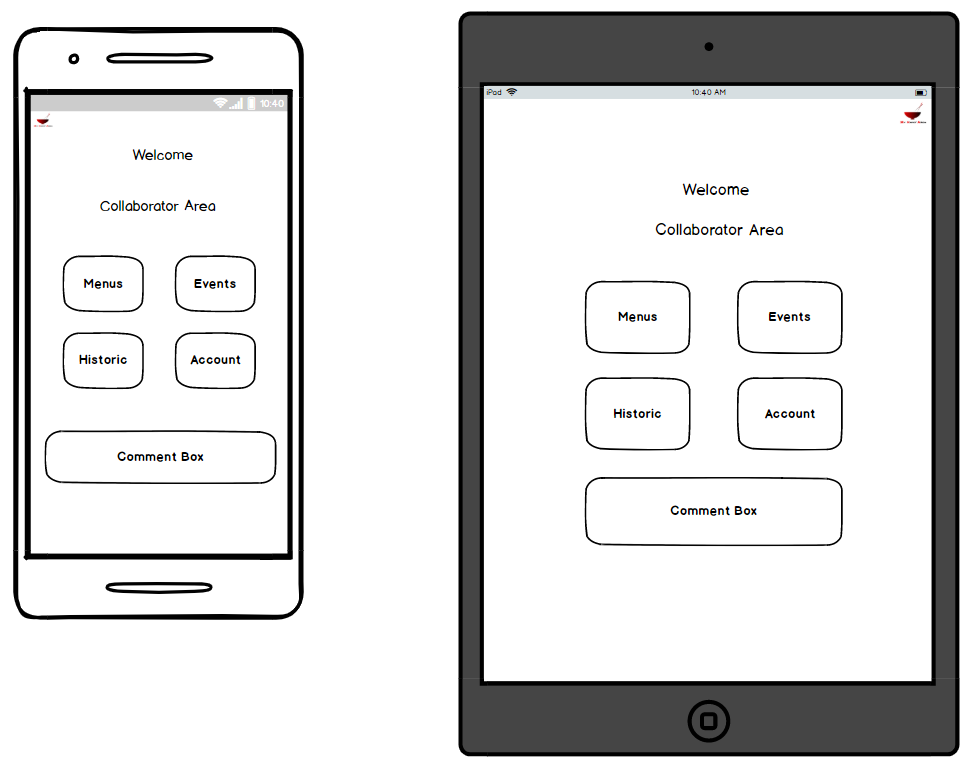 10:40
Welcome
Collaborator Area
Menus
Events
Historic
Account
Comment Box
iPad
10:40 AM
Welcome
Collaborator Area
Menus
Events
Historic
Account
Comment Box